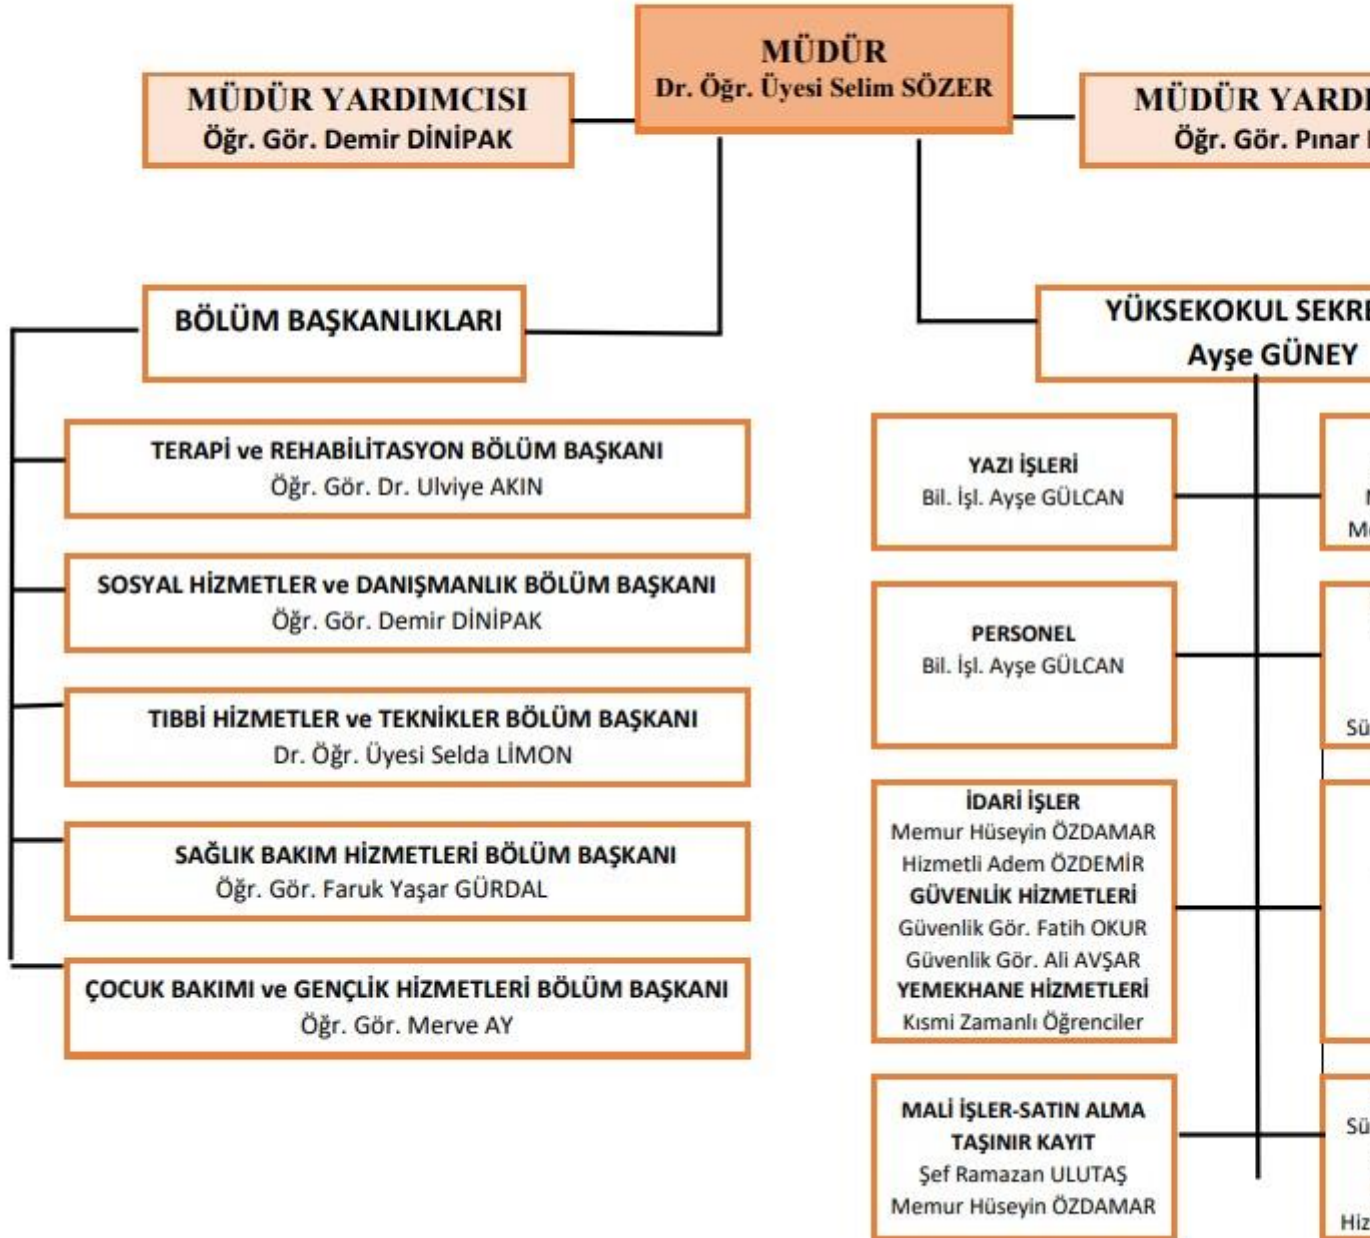 MÜDÜR
Dr. Öğr. Üyesi Selim SÖZER
MÜDÜR YARDIMCISI
Öğr. Gör. Demir DİNİPAK
MÜDÜR
Öğr. Gör. Pınar
BÖLÜM BAŞKANLIKLARI
YÜKSEKOKUL
Ayşe GÜNEY
TERAPİ ve REHABİLİTASYON BÖLÜM BAŞKANI
Öğr. Gör. Dr. Ulviye AKIN
SOSYAL HİZMETLER ve DANIŞMANLIK BÖLÜM BAŞKANI
Öğr. Gör. Demir DİNİPAK
TIBBİ HİZMETLER ve TEKNİKLER BÖLÜM BAŞKANI
Dr. Öğr. Üyesi Selda LİMON
SAĞLIK BAKIM HİZMETLERİ BÖLÜM BAŞKANI
Öğr. Gör. Faruk Yaşar GÜRDAL
ÇOCUK BAKIMI ve GENÇLİK HİZMETLERİ BÖLÜM BAŞKANI
Öğr. Gör. Merve AY
YAZI İŞLERİ
Bil. İşl. Ayşe GÜLCAN
PERSONEL
Bil. İşl. Ayşe GÜLCAN
İDARİ İŞLER
Memur Hüseyin ÖZDAMAR
Hizmetli Adem ÖZDEMİR
GÜVENLİK HİZMETLERİ
Güvenlik Gör. Fatih OKUR
Güvenlik Gör. Ali AVŞAR
YEMEKHANE HİZMETLERİ
Kısmi Zamanlı Öğrenciler
MALİ İŞLER-SATIN ALMA
TAŞINIR KAYIT
Şef Ramazan ULUTAŞ
Memur Hüseyin ÖZDAMAR